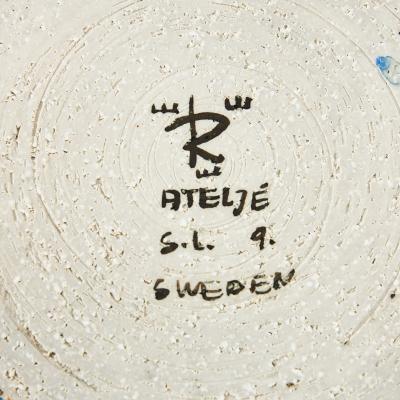 R
ATELJÉ
S.L. 9.
SWEDEN